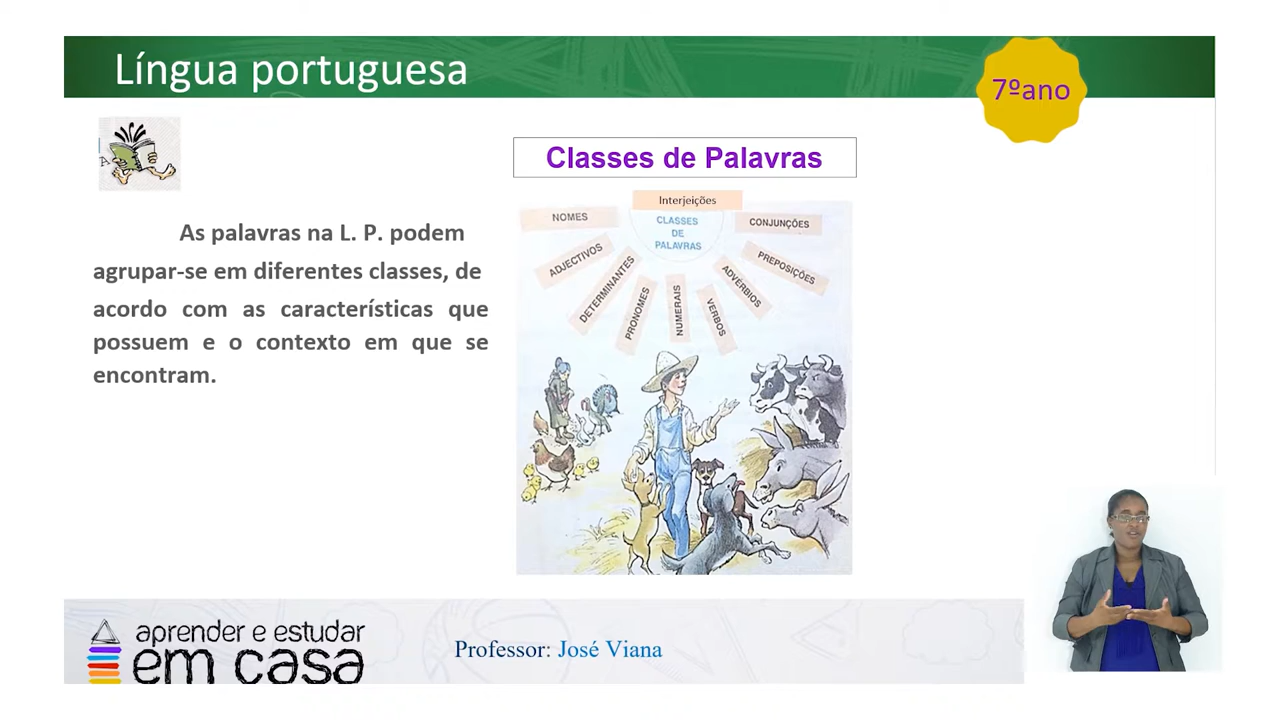 Língua portuguesa
7ºano
Classes de Palavras
As palavras na L. P. podem
agrupar-se em diferentes classes, de
acordo com as características que
possuem e o contexto em que se
encontram.
Interjeições
CLASSES
DE
PALAVRAS
NOMES
ADJECTIVOS
DETERMINANTES
PRONOMES
NUMERAIS
VERBOS
ADVERBIOS
PREPOSIÇÕES
CONJUNÇÕES
aprender e estudar
em casa
Professor: José Viana